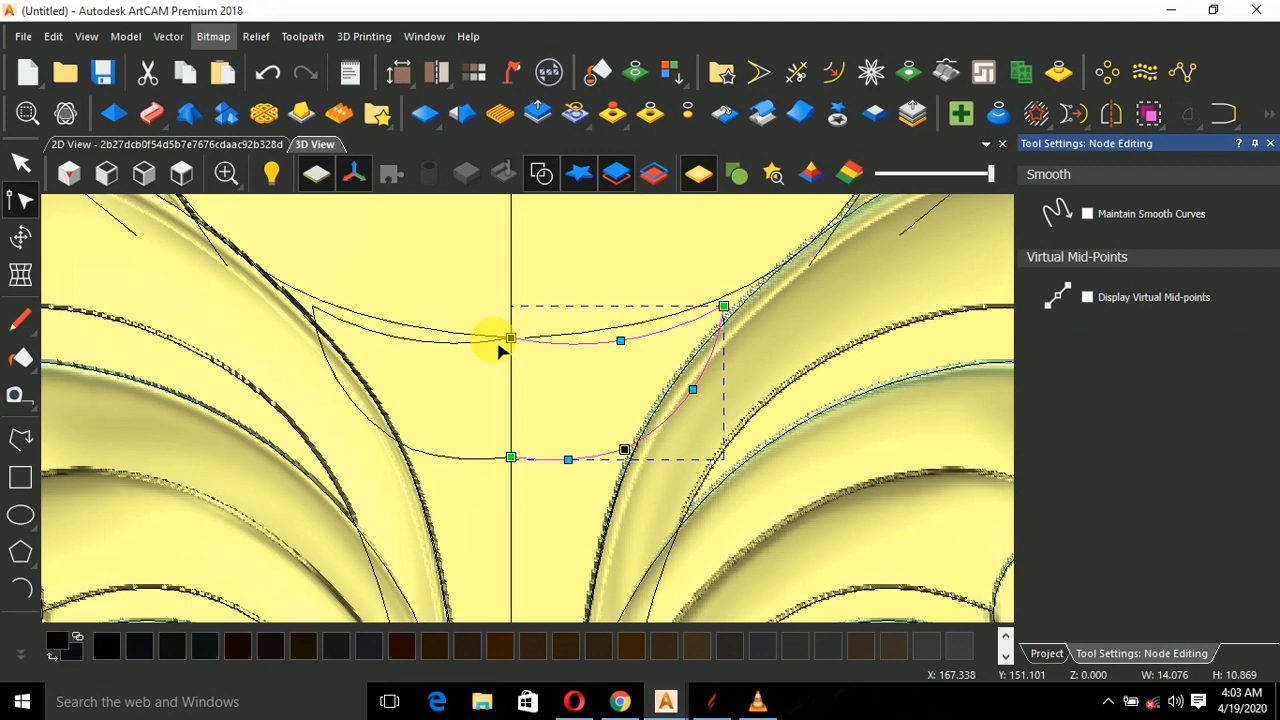 (Untitled) - Autodesk ArtCAM Premium 2018
File Edit View Model Vector Bitmap Relief Toolpath 3D Printing Window Help
2D View - 2b27dcb0f54d5b7e7676cdaac92b328d 3D View
Tool Settings: Node Editing
Smooth
Maintain Smooth Curves
Virtual Mid-Points
Display Virtual Mid-points
Project Tool Settings: Node Editing
X: 167.338 Y: 151.101 Z: 0.000 W: 14.076 H: 10.869
Search the web and Windows
4:03 AM
4/19/2020